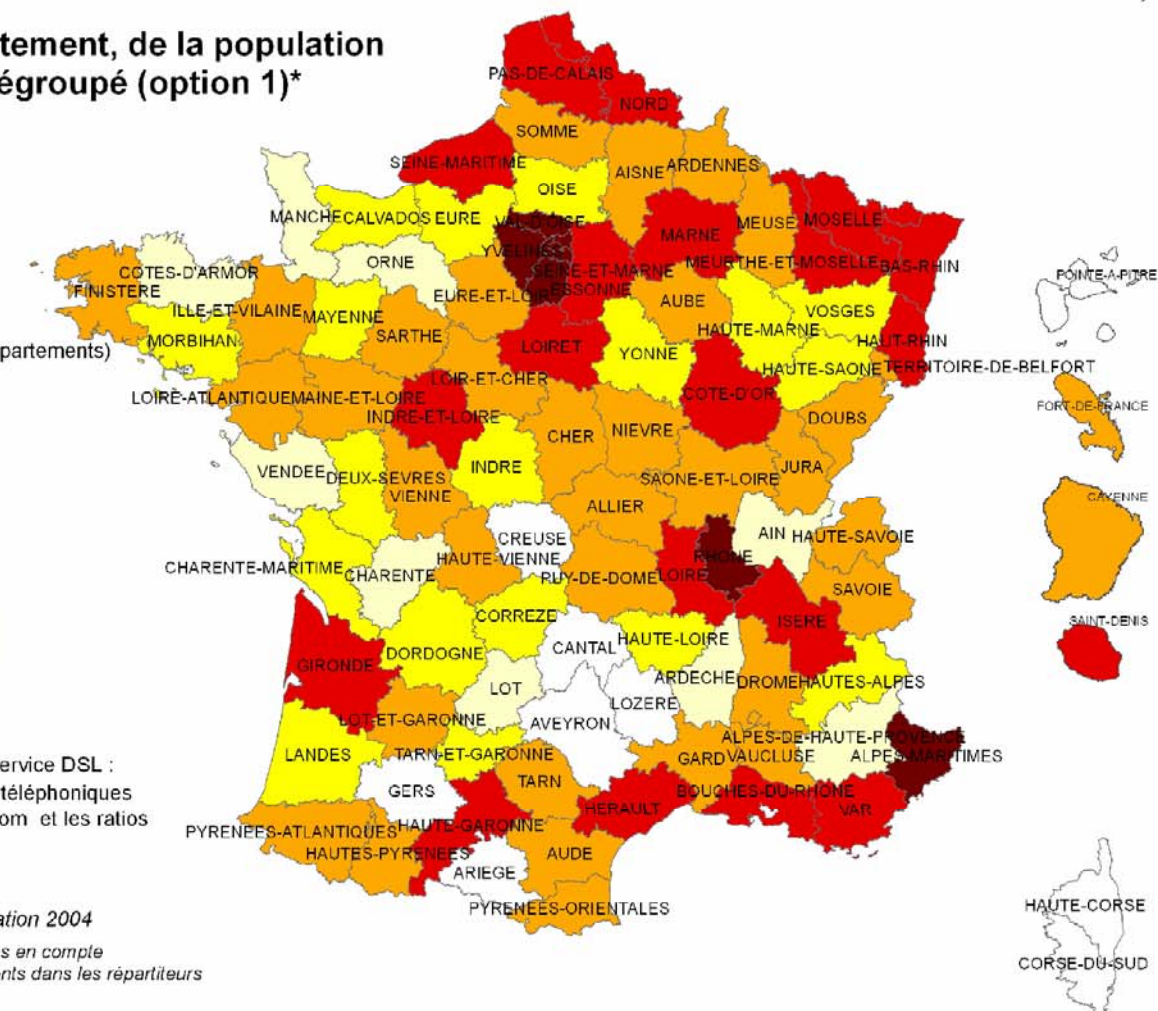 tement, de la population
égroupé (option 1)*
PAS-DE-CALAIS
NORD
SOMME
SEINE-MARITIME
AISNE
ARDENNES
OISE
MANCHE
CALVADOS
EURE
VAL-D'OISE
MARNE
MEUSE
MOSELLE
YVELINES
ORNE
SEINE-ET-MARNE
MEURTHE-ET-MOSELLE
BAS-RHIN
COTES-D'ARMOR
POINTE-A-PITRE
FINISTERE
ESSONNE
EURE-ET-LOIR
ILLE-ET-VILAINE
MAYENNE
AUBE
VOSGES
SARTHE
HAUTE-MARNE
MORBIHAN
HAUT-RHIN
LOIRET
YONNE
partements)
HAUTE-SAONE
TERRITOIRE-DE-BELFORT
LOIR-ET-CHER
COTE-D'OR
LOIRE-ATLANTIQUE
MAINE-ET-LOIRE
FORT-DE-FRANCE
INDRE-ET-LOIRE
DOUBS
CHER
NIEVRE
VENDEE
DEUX-SEVRES
INDRE
SAONE-ET-LOIRE
JURA
VIENNE
CAYENNE
ALLIER
CREUSE
AIN
HAUTE-SAVOIE
HAUTE-VIENNE
RHONE
CHARENTE-MARITIME
CHARENTE
PUY-DE-DOME
LOIRE
SAVOIE
CORREZE
ISERE
SAINT-DENIS
CANTAL
HAUTE-LOIRE
DORDOGNE
GIRONDE
LOT
ARDECHE
DROME
HAUTES-ALPES
LOZERE
LOT-ET-GARONNE
AVEYRON
ALPES-DE-HAUTE-PROVENCE
LANDES
TARN-ET-GARONNE
GARD
VAUCLUSE
ALPES-MARITIMES
ervice DSL :
TARN
téléphoniques
GERS
BOUCHES-DU-RHONE
HERAULT
VAR
om et les ratios
PYRENEES-ATLANTIQUES
HAUTE-GARONNE
HAUTES-PYRENEES
AUDE
ARIEGE
PYRENEES-ORIENTALES
HAUTE-CORSE
ation 2004
s en compte
CORSE-DU-SUD
nts dans les répartiteurs